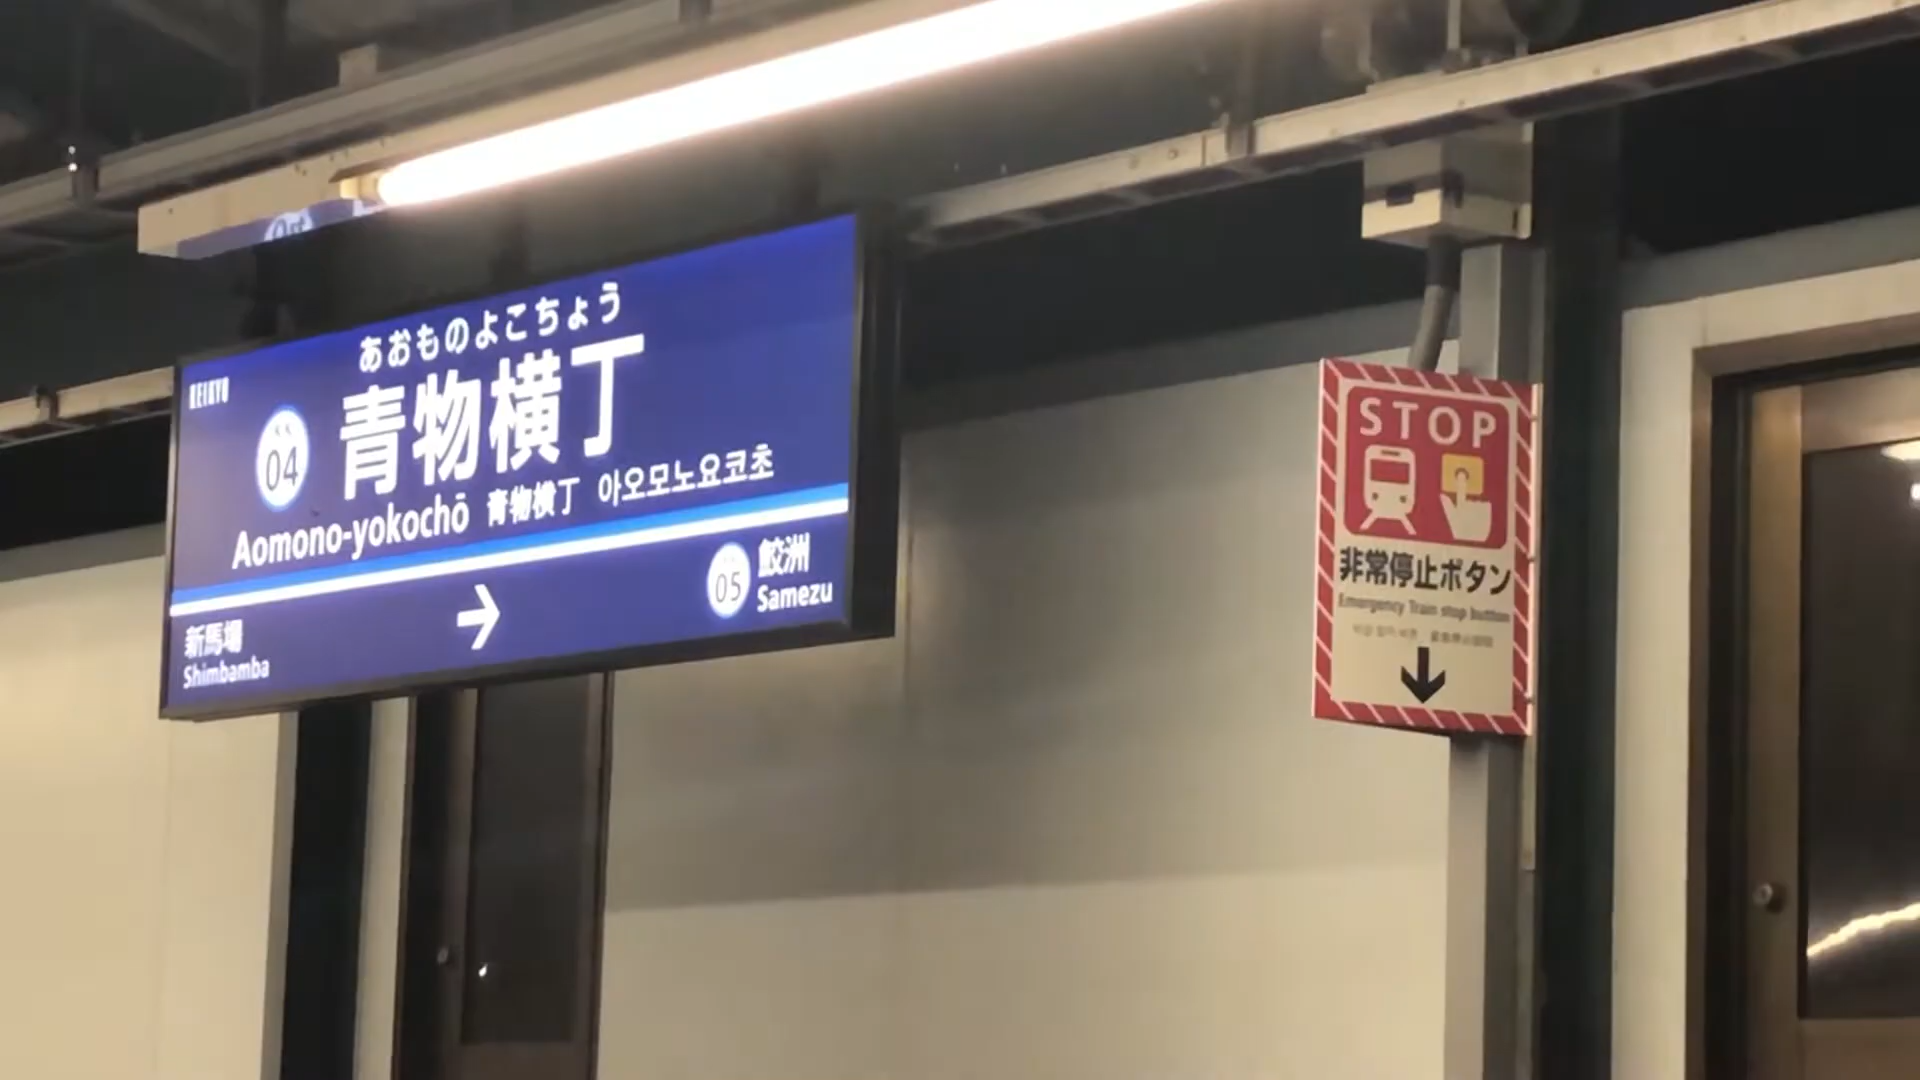 KEIKYU
あおものよこちょう
KK
04
青物横丁
Aomono-yokochō 青物横丁 아오모노요코초
新馬場
Shimbamba
→
05
鮫洲
Samezu
STOP
非常停止ボタン
Emergency Train stop button
↓